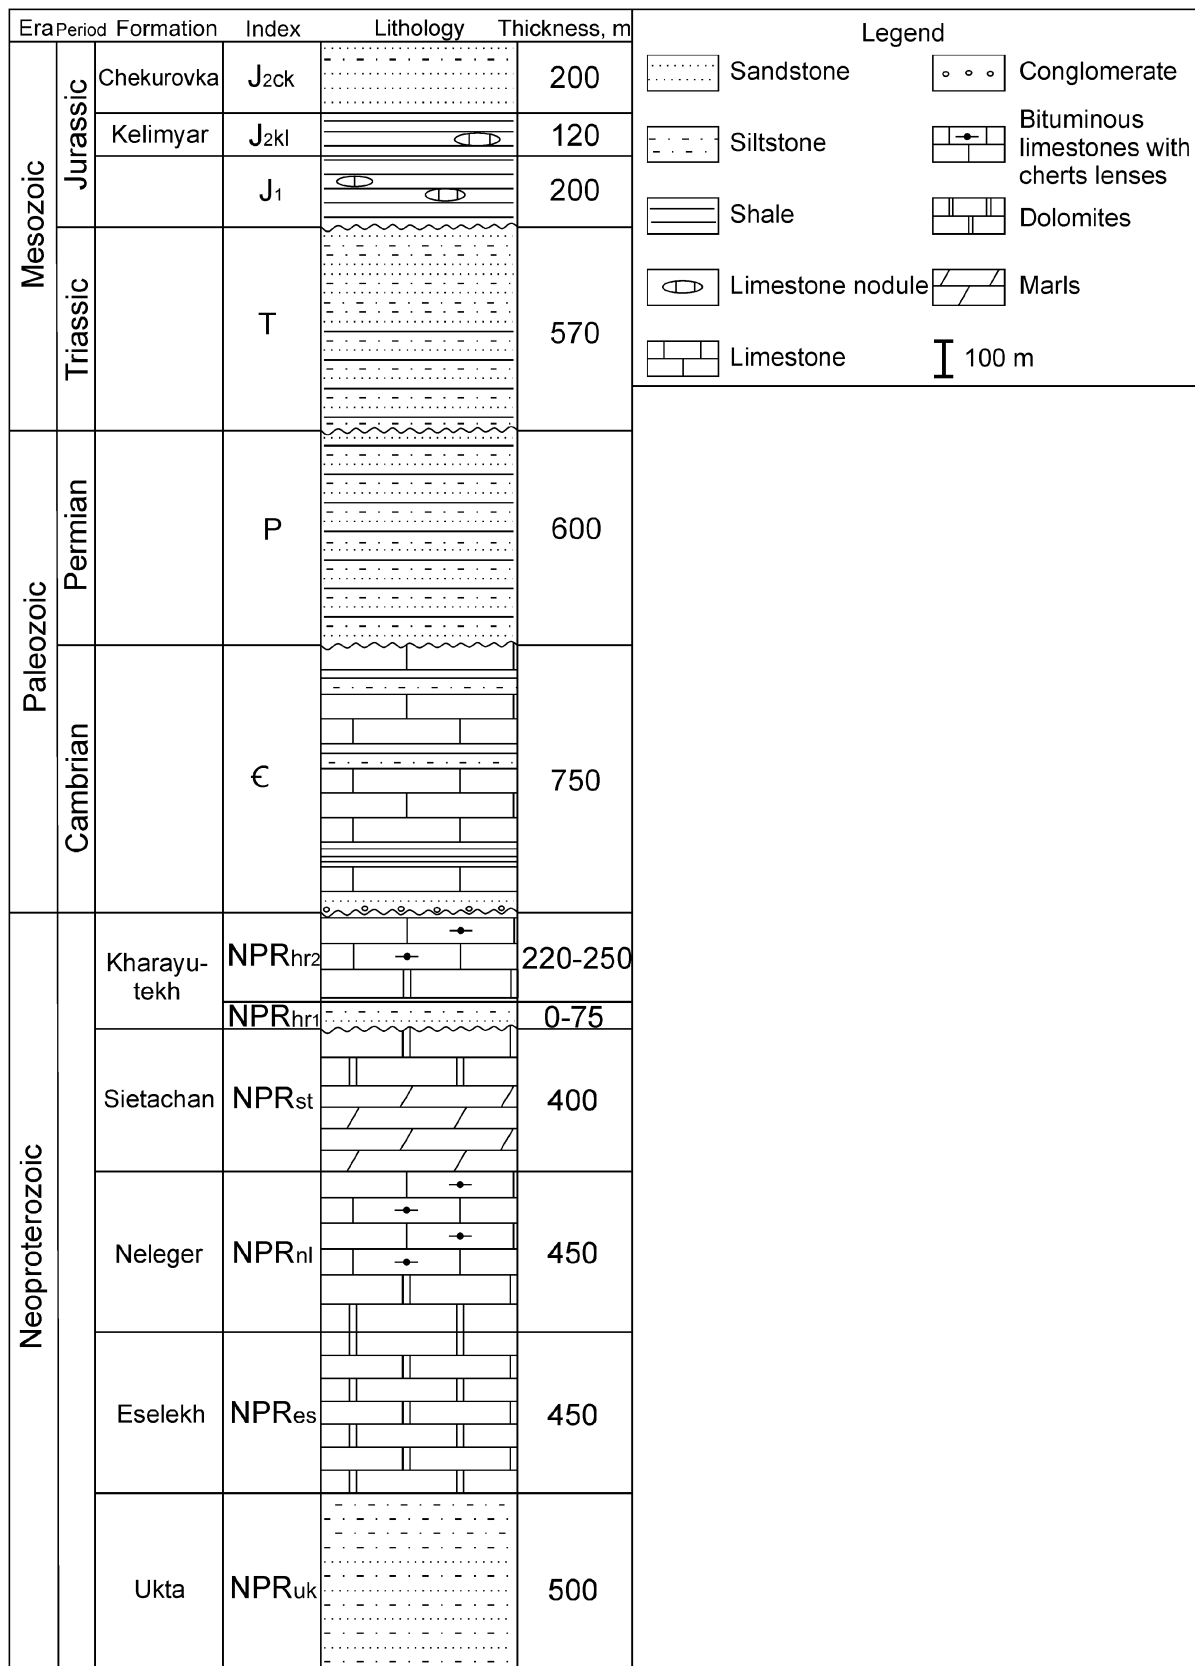 Era Period Formation Index Lithology Thickness, m
Mesozoic
Jurassic
Chekurovka J2ck 200
Kelimyar J2kl 120
J1 200
Triassic
T 570
Paleozoic
Permian
P 600
Cambrian
€ 750
Neoproterozoic
Kharayu-
tekh
NPRhr2 220-250
NPRhr1 0-75
Sietachan NPRst 400
Neleger NPRnl 450
Eselekh NPRes 450
Ukta NPRuk 500
Legend
Sandstone
Siltstone
Shale
Limestone nodule
Limestone
Conglomerate
Bituminous
limestones with
cherts lenses
Dolomites
Marls
100 m